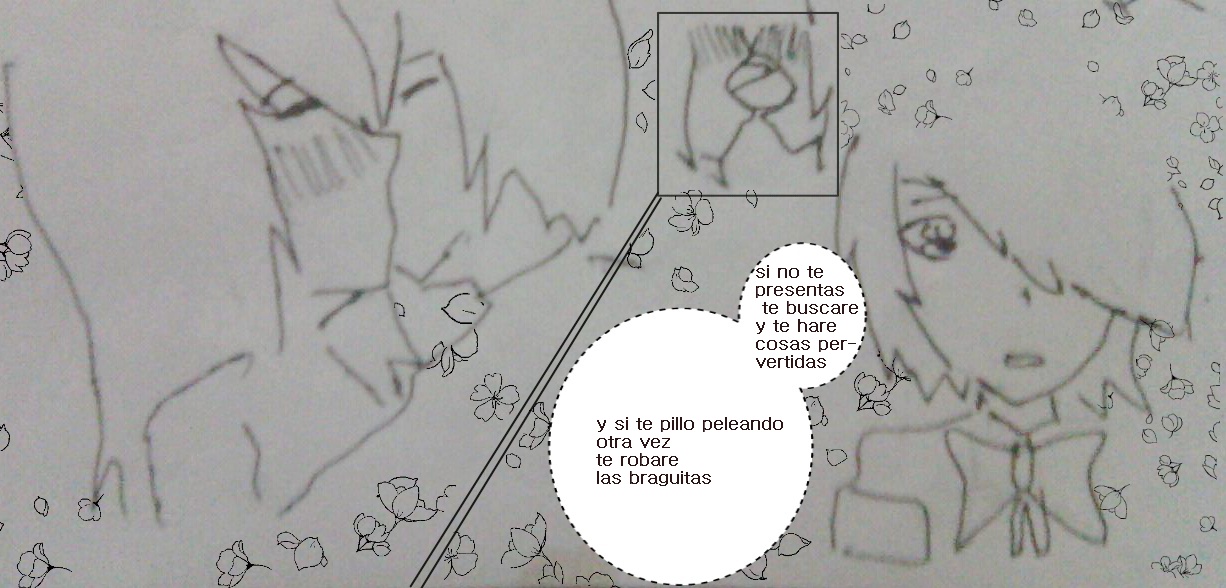 si no te
presentas
te buscare
y te hare
cosas per-
vertidas
y si te pillo peleando
otra vez
te robare
las braguitas